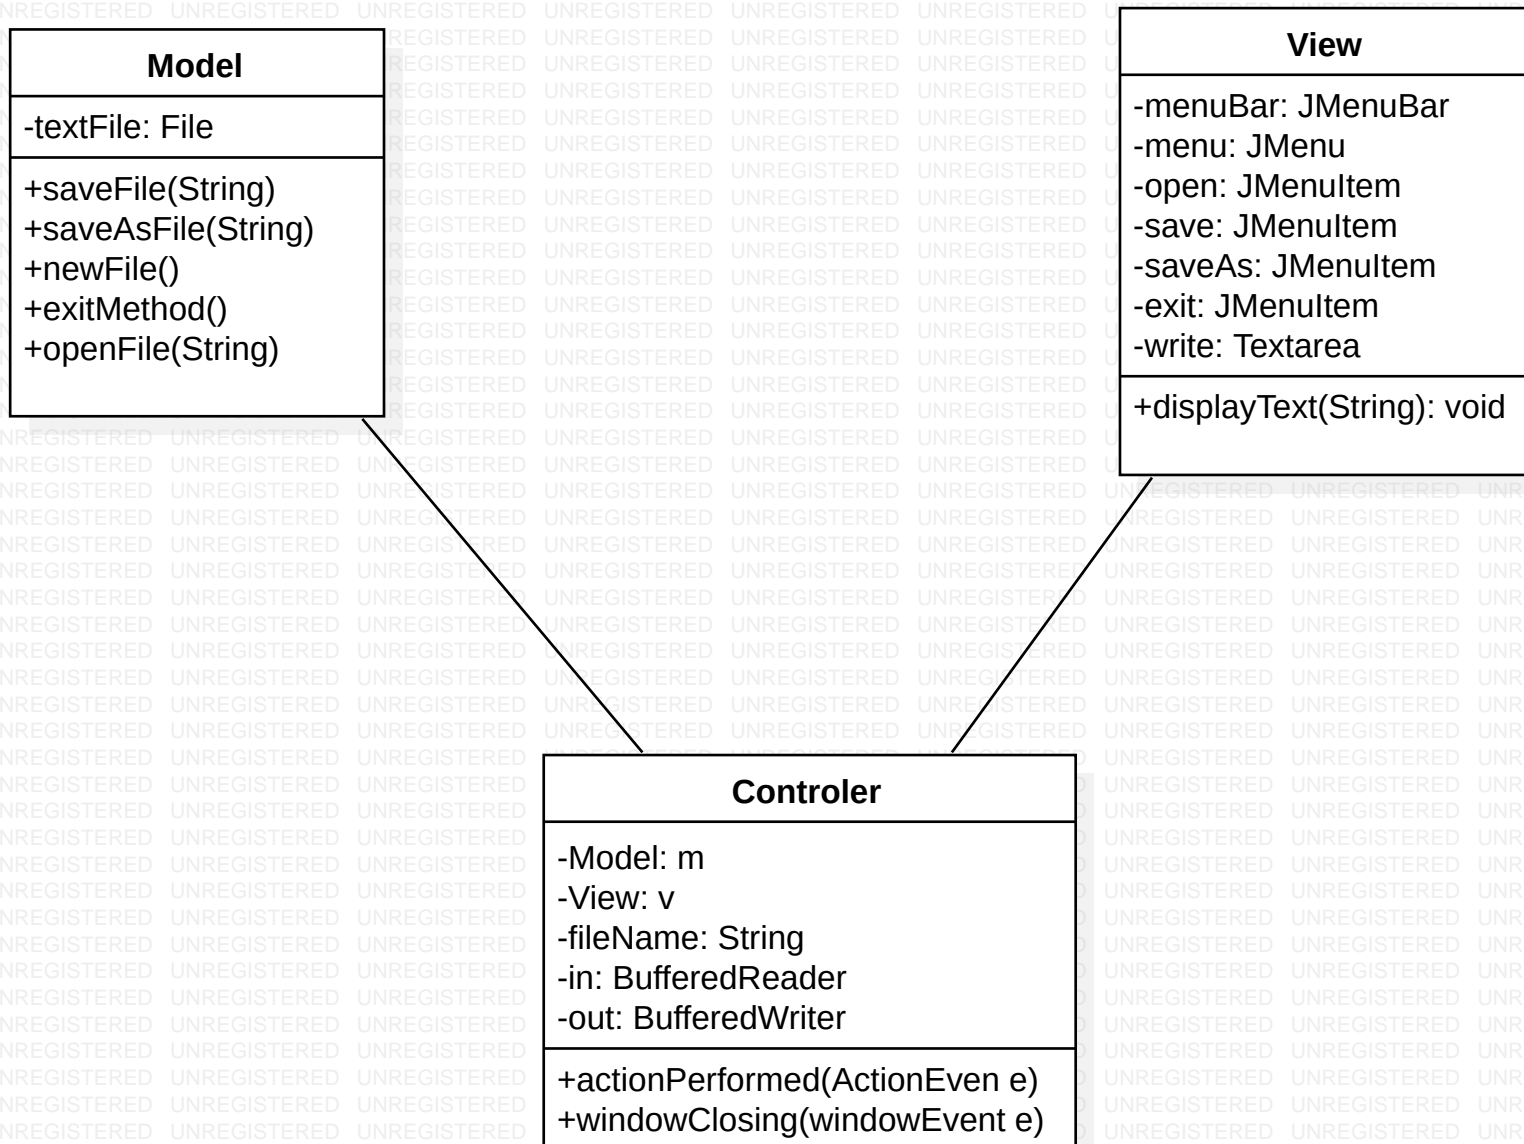 Model
-textFile: File
+saveFile(String)
+saveAsFile(String)
+newFile()
+exitMethod()
+openFile(String)
View
-menuBar: JMenuBar
-menu: JMenu
-open: JMenuItem
-save: JMenuItem
-saveAs: JMenuItem
-exit: JMenuItem
-write: Textarea
+displayText(String): void
Controler
-Model: m
-View: v
-fileName: String
-in: BufferedReader
-out: BufferedWriter
+actionPerformed(ActionEven e)
+windowClosing(windowEvent e)
UNREGISTERED